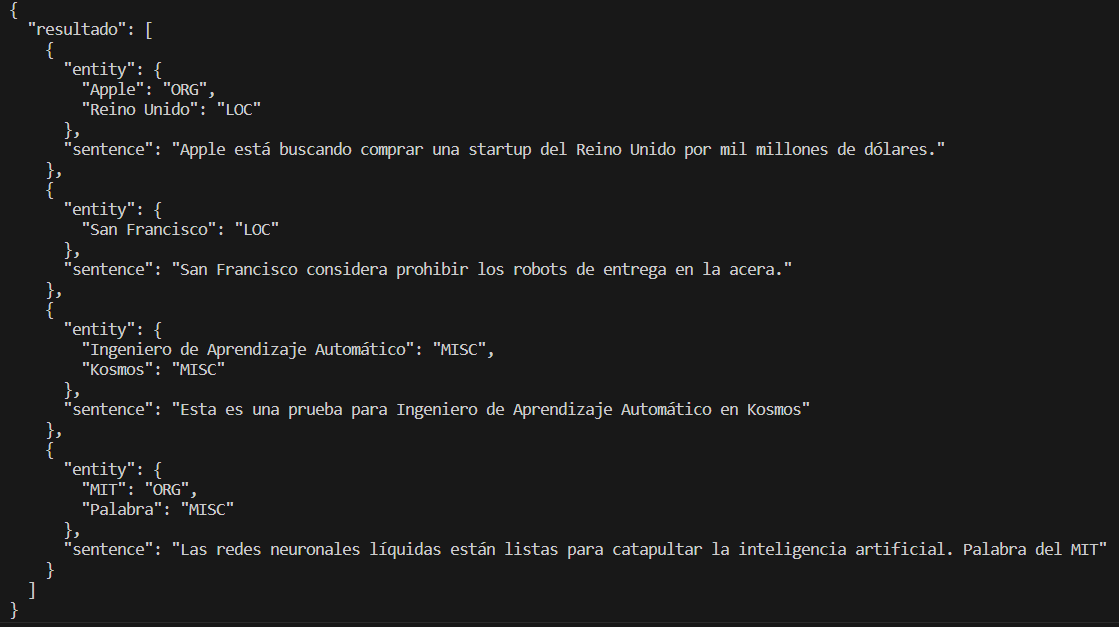 {
  "resultado": [
    {
      "entity": {
        "Apple": "ORG",
        "Reino Unido": "LOC"
      },
      "sentence": "Apple está buscando comprar una startup del Reino Unido por mil millones de dólares."
    },
    {
      "entity": {
        "San Francisco": "LOC"
      },
      "sentence": "San Francisco considera prohibir los robots de entrega en la acera."
    },
    {
      "entity": {
        "Ingeniero de Aprendizaje Automático": "MISC",
        "Kosmos": "MISC"
      },
      "sentence": "Esta es una prueba para Ingeniero de Aprendizaje Automático en Kosmos"
    },
    {
      "entity": {
        "MIT": "ORG",
        "Palabra": "MISC"
      },
      "sentence": "Las redes neuronales líquidas están listas para catapultar la inteligencia artificial. Palabra del MIT"
    }
  ]
}